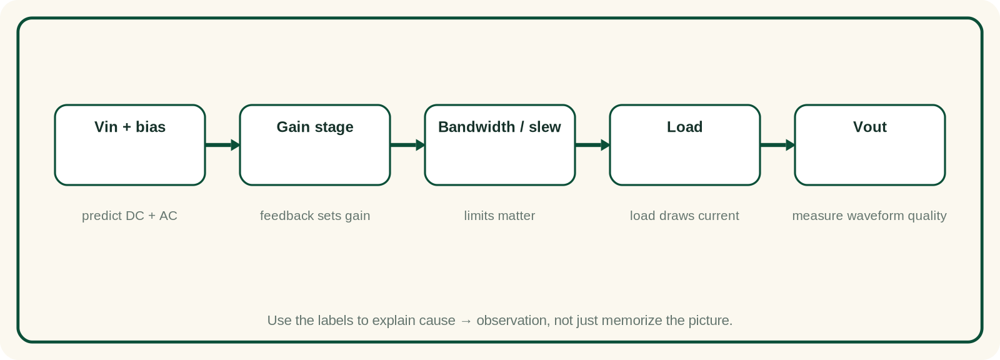 Vin + bias
Gain stage
Bandwidth / slew
Load
Vout
predict DC + AC
feedback sets gain
limits matter
load draws current
measure waveform quality
Use the labels to explain cause → observation, not just memorize the picture.